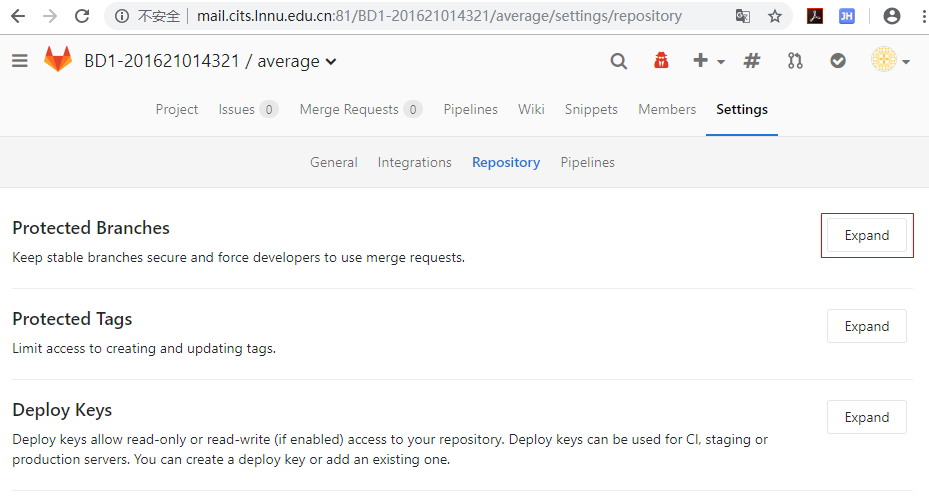 不安全 mail.cits.lnnu.edu.cn:81/BD1-201621014321/average/settings/repository
BD1-201621014321 / average
Project Issues 0 Merge Requests 0 Pipelines Wiki Snippets Members Settings
General Integrations Repository Pipelines
Protected Branches
Expand
Keep stable branches secure and force developers to use merge requests.
Protected Tags
Expand
Limit access to creating and updating tags.
Deploy Keys
Expand
Deploy keys allow read-only or read-write (if enabled) access to your repository. Deploy keys can be used for CI, staging or
production servers. You can create a deploy key or add an existing one.